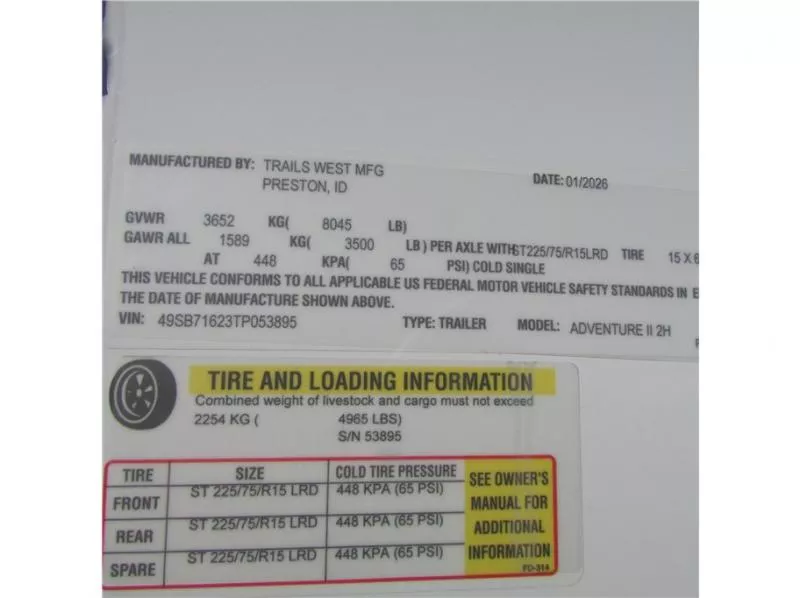 MANUFACTURED BY: TRAILS WEST MFG
PRESTON, ID
DATE: 01/2026
GVWR 3652 KG( 8045 LB)
GAWR ALL 1589 KG( 3500 LB ) PER AXLE WITH ST225/75/R15LRD TIRE 15 X 6
AT 448 KPA( 65 PSI) COLD SINGLE
THIS VEHICLE CONFORMS TO ALL APPLICABLE US FEDERAL MOTOR VEHICLE SAFETY STANDARDS IN E
THE DATE OF MANUFACTURE SHOWN ABOVE.
VIN: 49SB71623TP053895 TYPE: TRAILER MODEL: ADVENTURE II 2H
TIRE AND LOADING INFORMATION
Combined weight of livestock and cargo must not exceed
2254 KG ( 4965 LBS)
S/N 53895
TIRE SIZE COLD TIRE PRESSURE
FRONT ST 225/75/R15 LRD 448 KPA (65 PSI)
REAR ST 225/75/R15 LRD 448 KPA (65 PSI)
SPARE ST 225/75/R15 LRD 448 KPA (65 PSI)
SEE OWNER'S
MANUAL FOR
ADDITIONAL
INFORMATION
FD-314